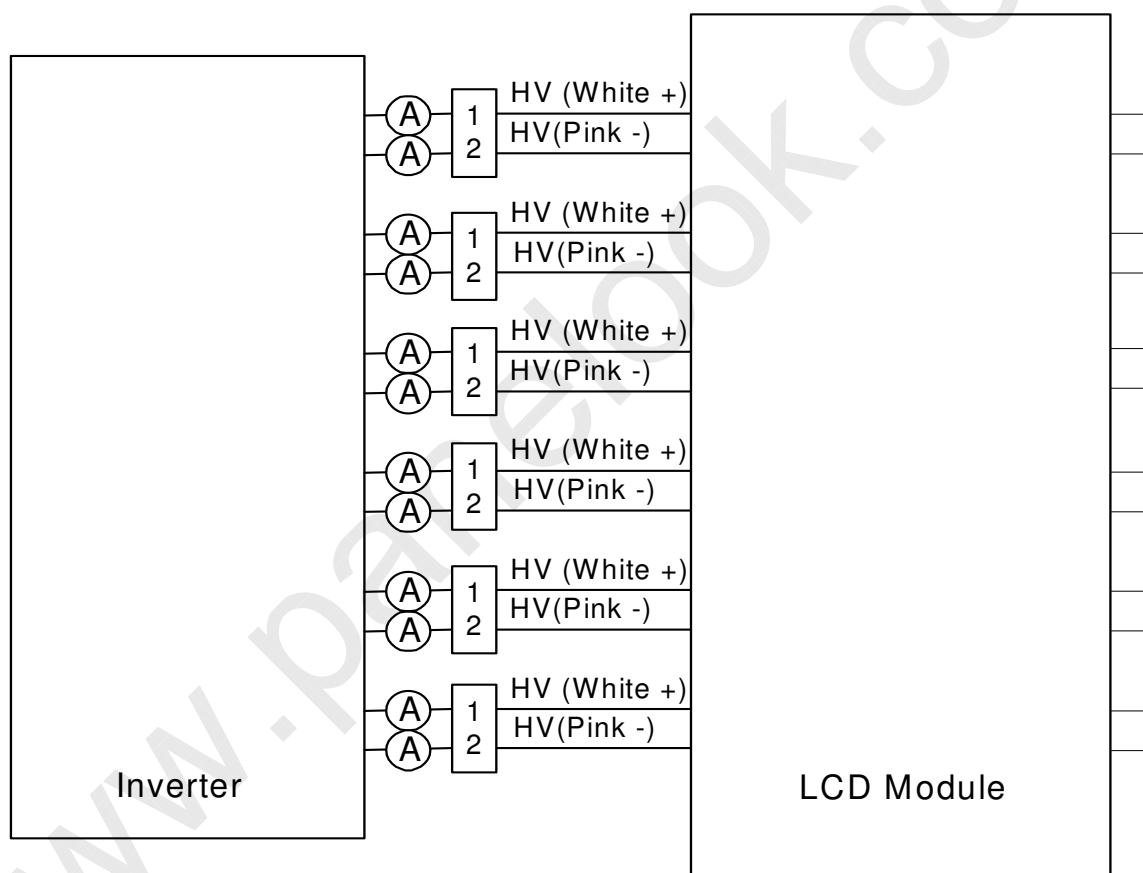 A 1 HV (White +)
A 2 HV(Pink -)
A 1 HV (White +)
A 2 HV(Pink -)
A 1 HV (White +)
A 2 HV(Pink -)
A 1 HV (White +)
A 2 HV(Pink -)
A 1 HV (White +)
A 2 HV(Pink -)
A 1 HV (White +)
A 2 HV(Pink -)
Inverter
LCD Module
w.panelook.co